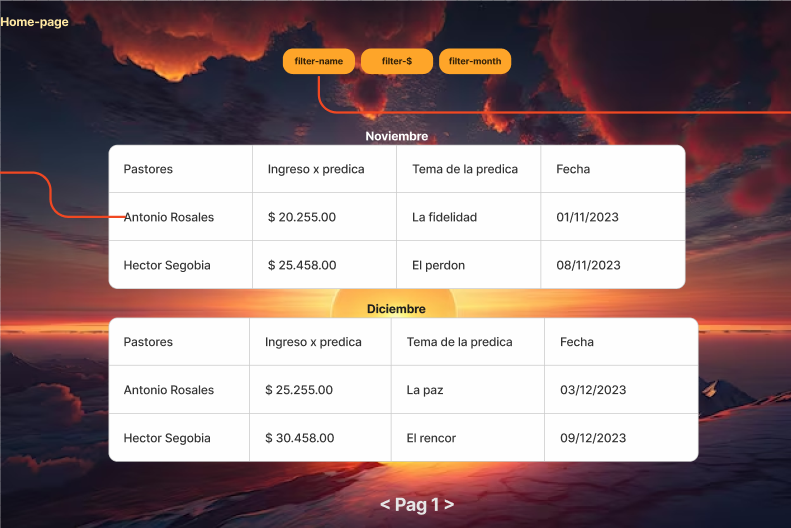 Home-page
filter-name filter-$ filter-month
Noviembre
Pastores Ingreso x predica Tema de la predica Fecha
Antonio Rosales $ 20.255.00 La fidelidad 01/11/2023
Hector Segobia $ 25.458.00 El perdon 08/11/2023
Diciembre
Pastores Ingreso x predica Tema de la predica Fecha
Antonio Rosales $ 25.255.00 La paz 03/12/2023
Hector Segobia $ 30.458.00 El rencor 09/12/2023
< Pag 1 >